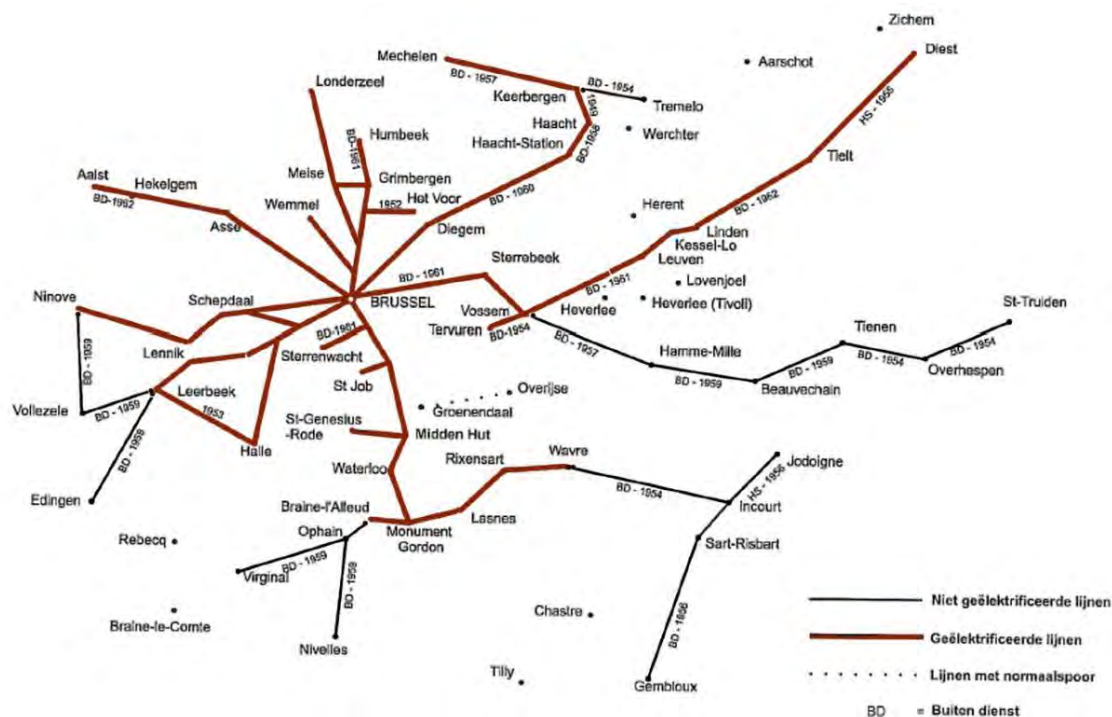 Zichem
Diest
Mechelen
BD - 1957
BD - 1954
Aarschot
Londerzeel
Keerbergen
1949
Tremelo
HS - 1955
Humbeek
BD-1961
Haacht
BD-1958
Werchter
Haacht-Station
Tielt
Aalst
Hekelgem
BD-1962
Meise
Grimbergen
BD - 1960
BD - 1962
Wemmel
1952
Het Voor
Herent
Asse
Diegem
Linden
Kessel-Lo
Sterrebeek
Leuven
BD - 1961
BD - 1961
Lovenjoel
Ninove
Schepdaal
BRUSSEL
Vossem
Heverlee
Heverlee (Tivoli)
St-Truiden
Tervuren
BD-1954
BD-1961
Tienen
BD - 1959
Lennik
Sterrenwacht
BD - 1957
Hamme-Mille
BD - 1959
BD - 1954
BD - 1954
Overhespen
St Job
BD - 1959
Beauvechain
Leerbeek
Overijse
Vollezele
BD - 1959
1953
Groenendaal
St-Genesius
-Rode
Midden Hut
BD - 1958
Halle
Wavre
Rixensart
Jodoigne
Waterloo
BD - 1954
HS - 1956
Edingen
Braine-l'Alleud
Lasnes
Incourt
Ophain
Monument
Gordon
Rebecq
Sart-Risbart
BD - 1959
Virginal
BD - 1959
Niet geëlektrificeerde lijnen
Chastre
BD - 1956
Braine-le-Comte
Nivelles
Geëlektrificeerde lijnen
Tilly
Gembloux
Lijnen met normaalspoor
BD = Buiten dienst